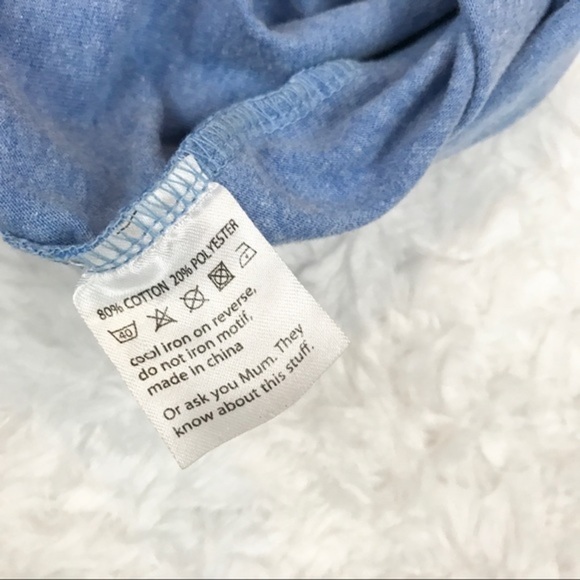 80% COTTON 20% POLYESTER
40
cool iron on reverse,
do not iron motif,
made in china
Or ask you Mum. They
know about this stuff.